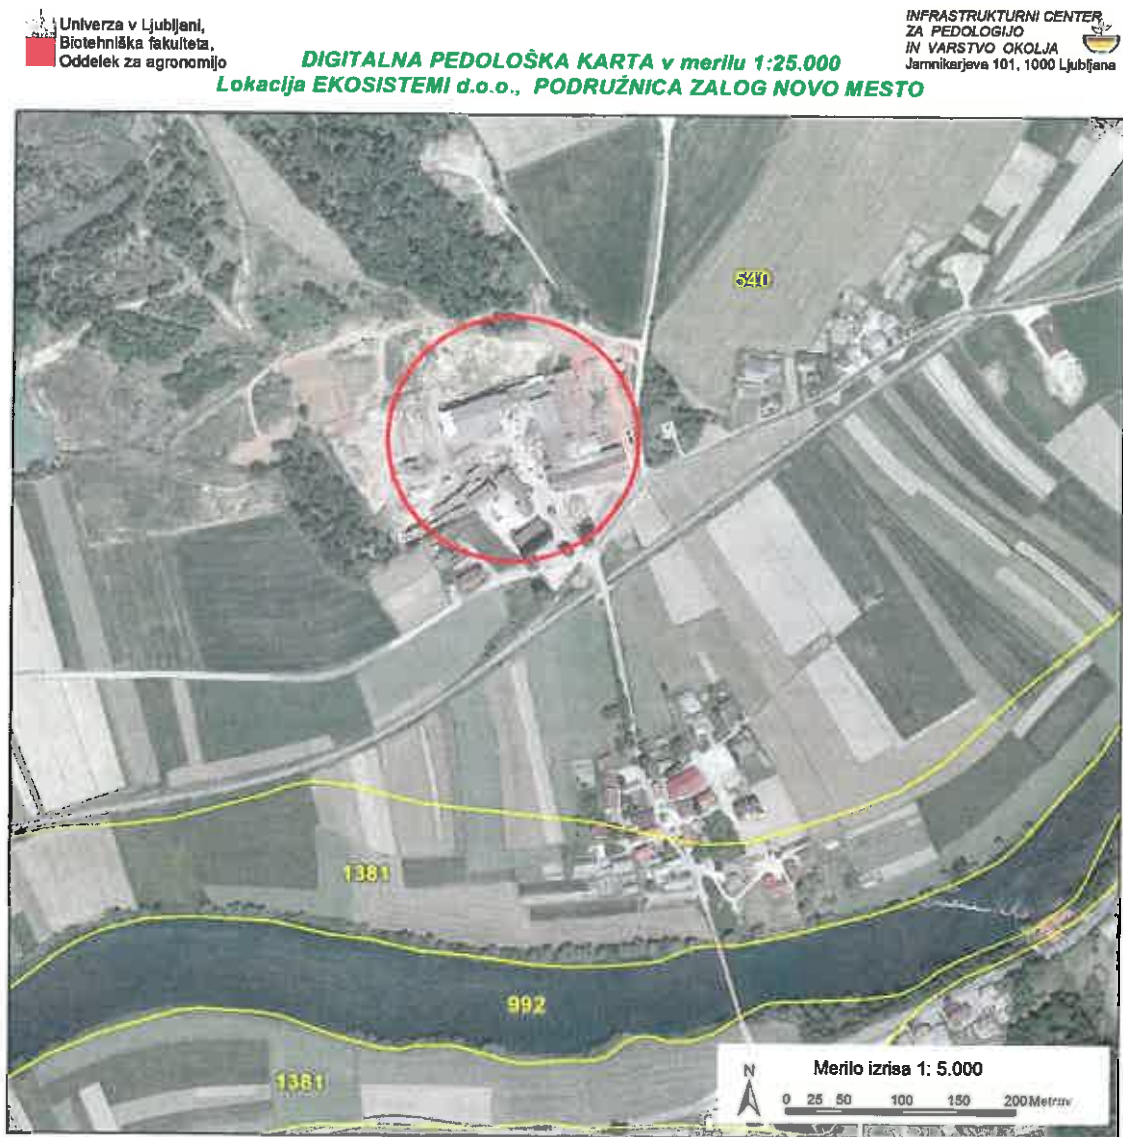 Univerza v Ljubljani,
Biotehniška fakulteta,
Oddelek za agronomijo
INFRASTRUKTURNI CENTER
ZA PEDOLOGIJO
IN VARSTVO OKOLJA
Jamnikarjeva 101, 1000 Ljubljana
DIGITALNA PEDOLOŠKA KARTA v merilu 1:25.000
Lokacija EKOSISTEMI d.o.o., PODRUŽNICA ZALOG NOVO MESTO
540
1381
992
1381
N
Merilo izrisa 1: 5.000
0 25 50 100 150 200 Metrov